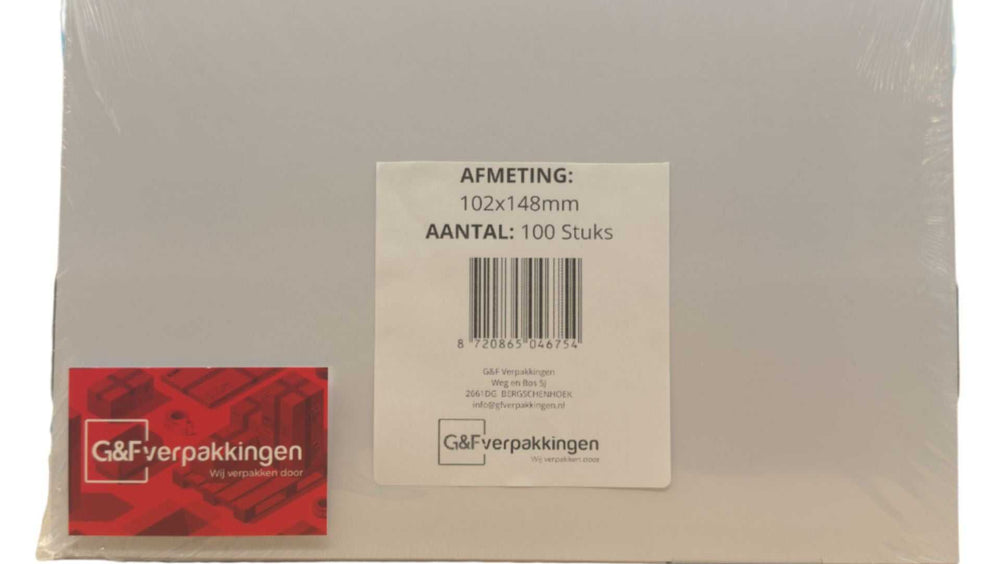 AFMETING:
102x148mm
AANTAL: 100 Stuks
8 720865 046754
G&F Verpakkingen
Weg en Bos 5J
2661DG BERGSCHENHOEK
info@gfverpakkingen.nl
G&Fverpakkingen
Wij verpakken door
G&Fverpakkingen
Wij verpakken door